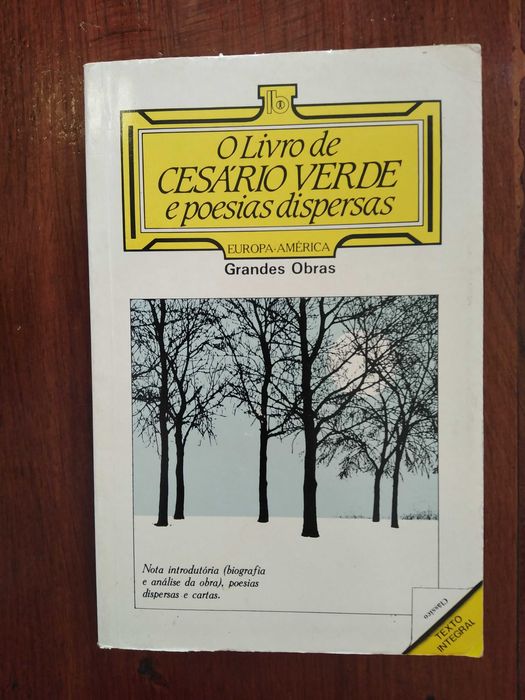 lb
O Livro de
CESÁRIO VERDE
e poesias dispersas
EUROPA-AMÉRICA
Grandes Obras
Nota introdutória (biografia
e análise da obra), poesias
dispersas e cartas.
Clássico
TEXTO
INTEGRAL